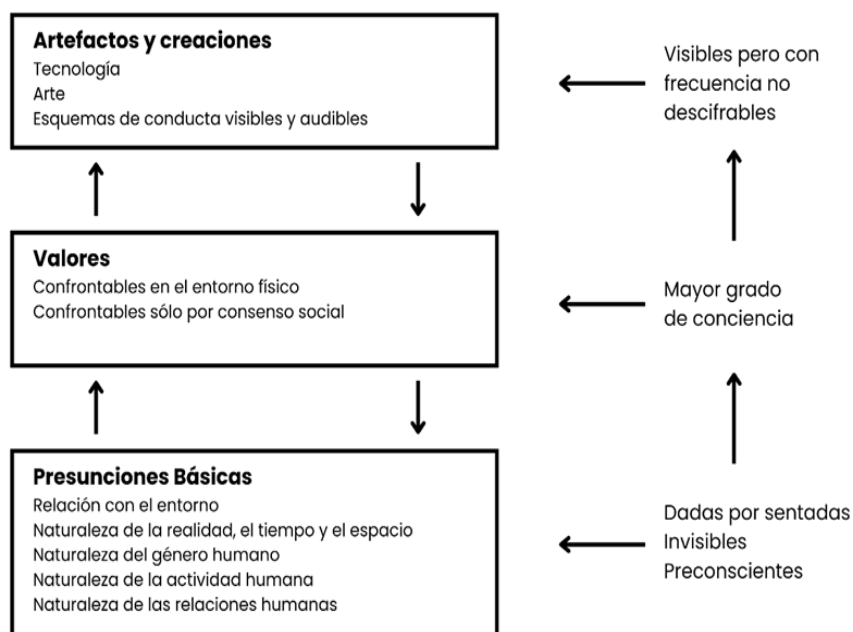 Artefactos y creaciones
Tecnología
Arte
Esquemas de conducta visibles y audibles
Visibles pero con
frecuencia no
descifrables
Valores
Confrontables en el entorno físico
Confrontables sólo por consenso social
Mayor grado
de conciencia
Presunciones Básicas
Relación con el entorno
Naturaleza de la realidad, el tiempo y el espacio
Naturaleza del género humano
Naturaleza de la actividad humana
Naturaleza de las relaciones humanas
Dadas por sentadas
Invisibles
Preconscientes